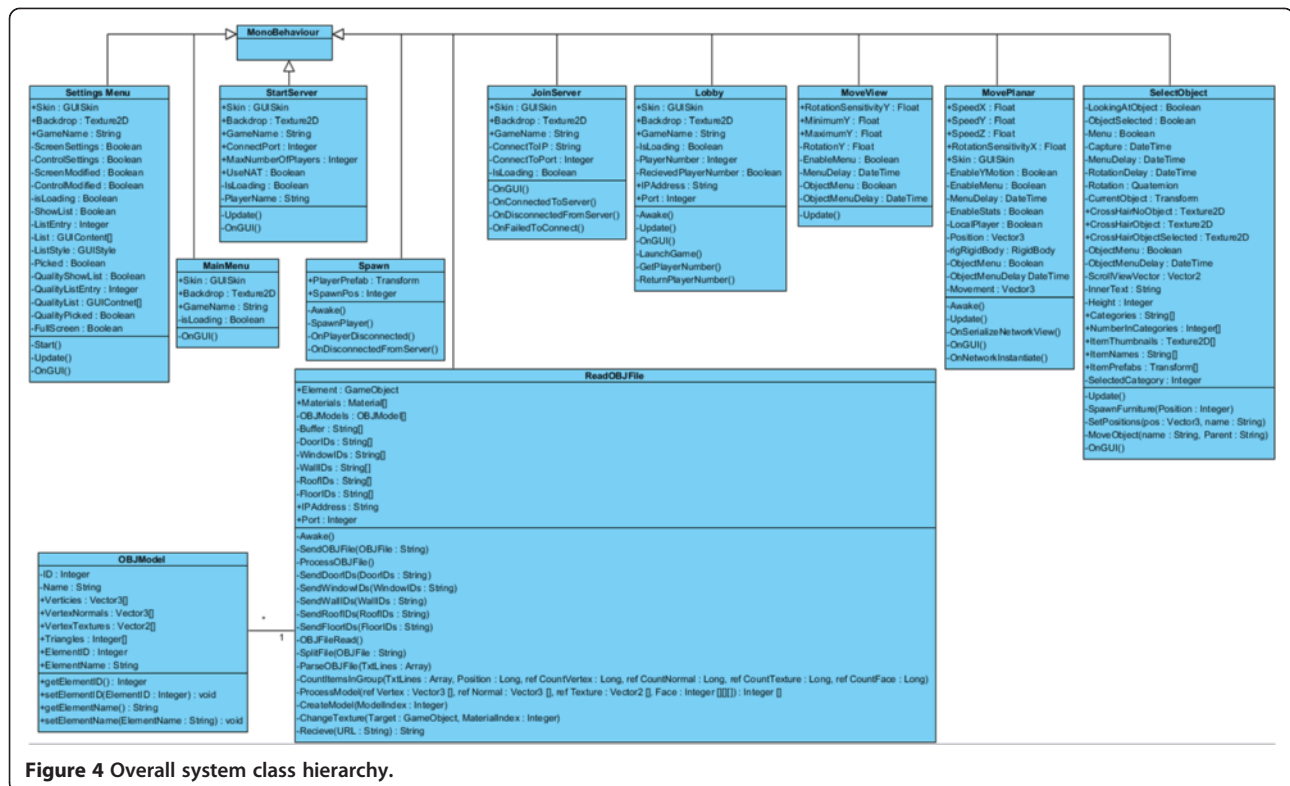 MonoBehaviour
Settings Menu
+Skin : GUISkin
+Backdrop : Texture2D
+GameName : String
-ScreenSettings : Boolean
-ControlSettings : Boolean
-ScreenModified : Boolean
-ControlModified : Boolean
-isLoading : Boolean
-ShowList : Boolean
-ListEntry : Integer
-List : GUIContent[]
-ListStyle : GUIStyle
-Picked : Boolean
-QualityShowList : Boolean
-QualityListEntry : Integer
-QualityList : GUIContnet[]
-QualityPicked : Boolean
-FullScreen : Boolean
-Start()
-Update()
-OnGUI()
StartServer
+Skin : GUISkin
+Backdrop : Texture2D
+GameName : String
+ConnectPort : Integer
+MaxNumberOfPlayers : Integer
+UseNAT : Boolean
-IsLoading : Boolean
-PlayerName : String
-Update()
-OnGUI()
MainMenu
+Skin : GUISkin
+Backdrop : Texture2D
+GameName : String
-isLoading : Boolean
-OnGUI()
Spawn
+PlayerPrefab : Transform
+SpawnPos : Integer
-Awake()
-SpawnPlayer()
-OnPlayerDisconnected()
-OnDisconnectedFromServer()
JoinServer
+Skin : GUISkin
+Backdrop : Texture2D
+GameName : String
-ConnectToIP : String
-ConnectToPort : Integer
-IsLoading : Boolean
-OnGUI()
-OnConnectedToServer()
-OnDisconnectedFromServer()
-OnFailedToConnect()
Lobby
+Skin : GUISkin
+Backdrop : Texture2D
+GameName : String
-IsLoading : Boolean
-PlayerNumber : Integer
-RecievedPlayerNumber : Boolean
+IPAddress : String
+Port : Integer
-Awake()
-Update()
-OnGUI()
-LaunchGame()
-GetPlayerNumber()
-ReturnPlayerNumber()
MoveView
+RotationSensitivityY : Float
+MinimumY : Float
+MaximumY : Float
-RotationY : Float
-EnableMenu : Boolean
-MenuDelay : DateTime
-ObjectMenu : Boolean
-ObjectMenuDelay : DateTime
-Update()
MovePlanar
+SpeedX : Float
+SpeedY : Float
+SpeedZ : Float
+RotationSensitivityX : Float
+Skin : GUISkin
-EnableYMotion : Boolean
-EnableMenu : Boolean
-MenuDelay : DateTime
-EnableStats : Boolean
-LocalPlayer : Boolean
-Position : Vector3
-rigRigidBody : RigidBody
-ObjectMenu : Boolean
-ObjectMenuDelay DateTime
-Movement : Vector3
-Awake()
-Update()
-OnSerializeNetworkView()
-OnGUI()
-OnNetworkInstantiate()
SelectObject
-LookingAtObject : Boolean
-ObjectSelected : Boolean
-Menu : Boolean
-Capture : DateTime
-MenuDelay : DateTime
-RotationDelay : DateTime
-Rotation : Quaternion
-CurrentObject : Transform
+CrossHairNoObject : Texture2D
+CrossHairObject : Texture2D
+CrossHairObjectSelected : Texture2D
-ObjectMenu : Boolean
-ObjectMenuDelay : DateTime
-ScrollViewVector : Vector2
-InnerText : String
-Height : Integer
+Categories : String[]
+NumberInCategories : Integer[]
+ItemThumbnails : Texture2D[]
+ItemNames : String[]
+ItemPrefabs : Transform[]
-SelectedCategory : Integer
-Update()
-SpawnFurniture(Position : Integer)
-SetPositions(pos : Vector3, name : String)
-MoveObject(name : String, Parent : String)
-OnGUI()
ReadOBJFile
+Element : GameObject
+Materials : Material[]
-OBJModels : OBJModel[]
-Buffer : String[]
-DoorIDs : String[]
-WindowIDs : String[]
-WallIDs : String[]
-RoofIDs : String[]
-FloorIDs : String[]
+IPAddress : String
+Port : Integer
-Awake()
-SendOBJFile(OBJFile : String)
-ProcessOBJFile()
-SendDoorIDs(DoorIDs : String)
-SendWindowIDs(WindowIDs : String)
-SendWallIDs(WallIDs : String)
-SendRoofIDs(RoofIDs : String)
-SendFloorIDs(FloorIDs : String)
-OBJFileRead()
-SplitFile(OBJFile : String)
-ParseOBJFile(TxtLines : Array)
-CountItemsInGroup(TxtLines : Array, Position : Long, ref CountVertex : Long, ref CountNormal : Long, ref CountTexture : Long, ref CountFace : Long)
-ProcessModel(ref Vertex : Vector3 [], ref Normal : Vector3 [], ref Texture : Vector2 [], Face : Integer [][][]) : Integer []
-CreateModel(ModelIndex : Integer)
-ChangeTexture(Target : GameObject, MaterialIndex : Integer)
-Recieve(URL : String) : String
OBJModel
-ID : Integer
-Name : String
+Verticies : Vector3[]
+VertexNormals : Vector3[]
+VertexTextures : Vector2[]
+Triangles : Integer[]
+ElementID : Integer
+ElementName : String
+getElementID() : Integer
+setElementID(ElementID : Integer) : void
+getElementName() : String
+setElementName(ElementName : String) : void
*
1
Figure 4 Overall system class hierarchy.